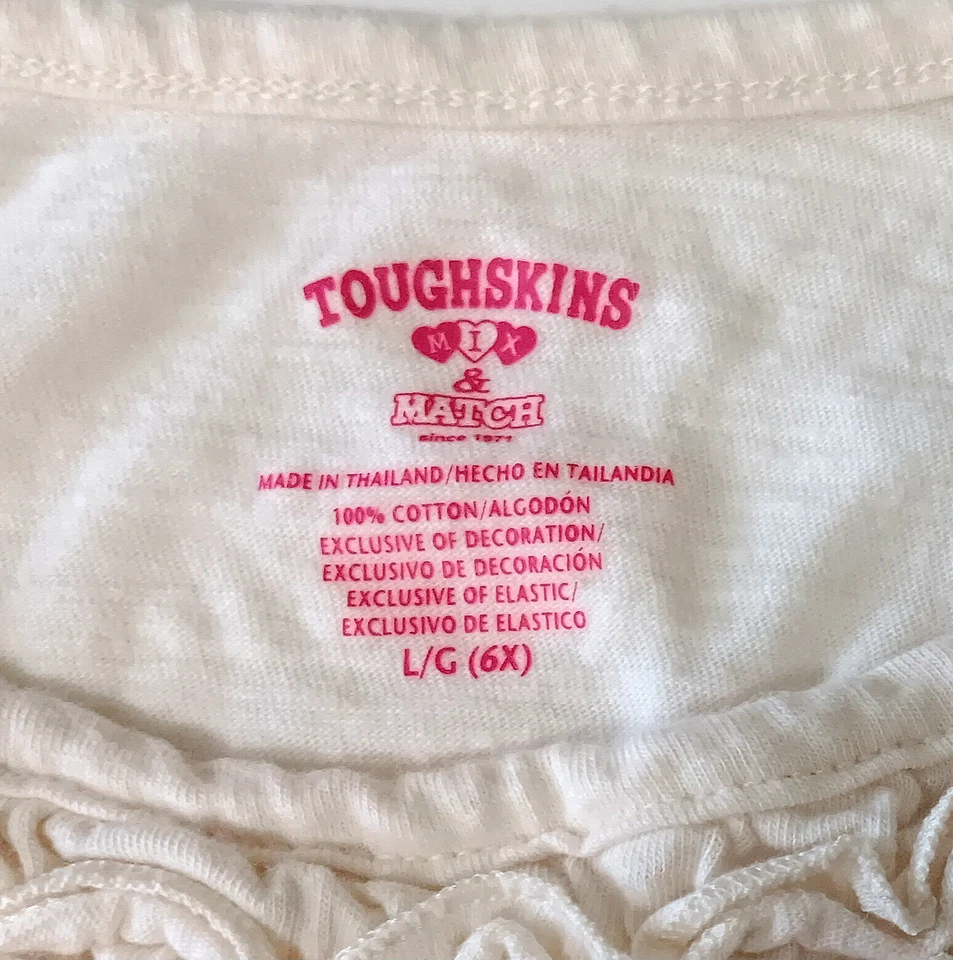 TOUGHSKINS
MIX
&
MATCH
since 1971
MADE IN THAILAND/HECHO EN TAILANDIA
100% COTTON/ALGODÓN
EXCLUSIVE OF DECORATION/
EXCLUSIVO DE DECORACIÓN
EXCLUSIVE OF ELASTIC/
EXCLUSIVO DE ELASTICO
L/G (6X)